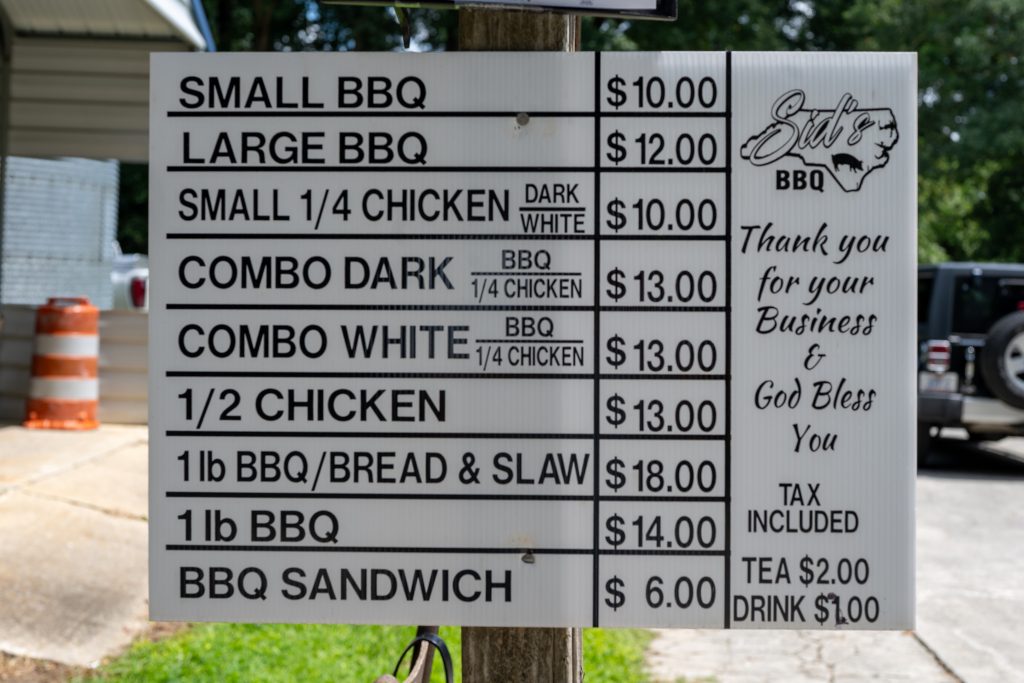 SMALL BBQ $10.00
LARGE BBQ $12.00
SMALL 1/4 CHICKEN DARK
WHITE $10.00
COMBO DARK BBQ
1/4 CHICKEN $13.00
COMBO WHITE BBQ
1/4 CHICKEN $13.00
1/2 CHICKEN $13.00
1 lb BBQ/BREAD & SLAW $18.00
1 lb BBQ $14.00
BBQ SANDWICH $ 6.00
Sid's
BBQ
Thank you
for your
Business
&
God Bless
You
TAX
INCLUDED
TEA $2.00
DRINK $1.00